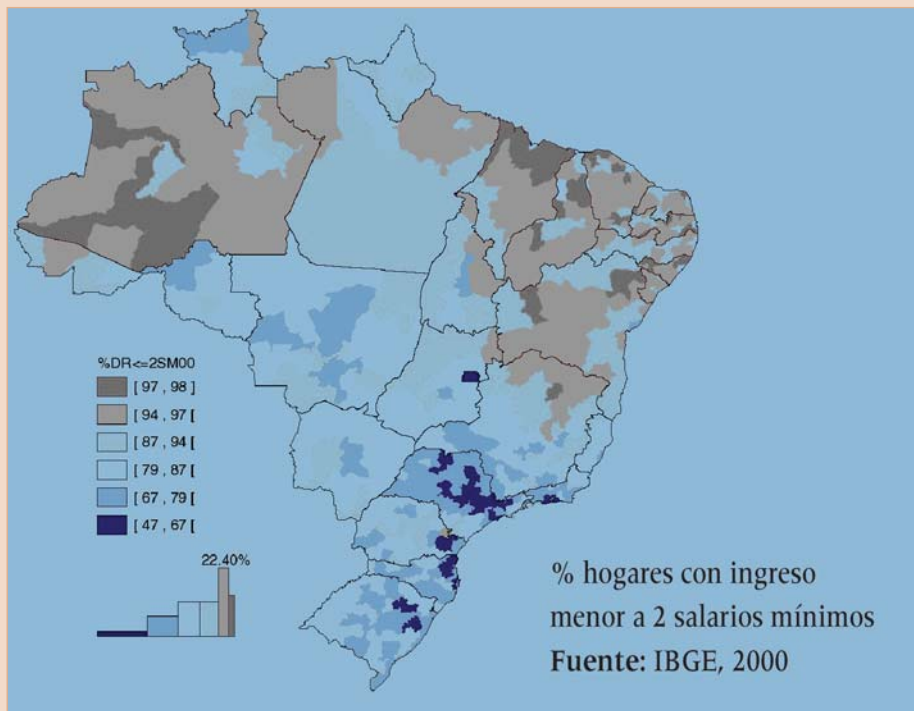 %DR<=2SM00
[ 97 , 98 ]
[ 94 , 97 [
[ 87 , 94 [
[ 79 , 87 [
[ 67 , 79 [
[ 47 , 67 [
22.40%
% hogares con ingreso
menor a 2 salarios mínimos
Fuente: IBGE, 2000